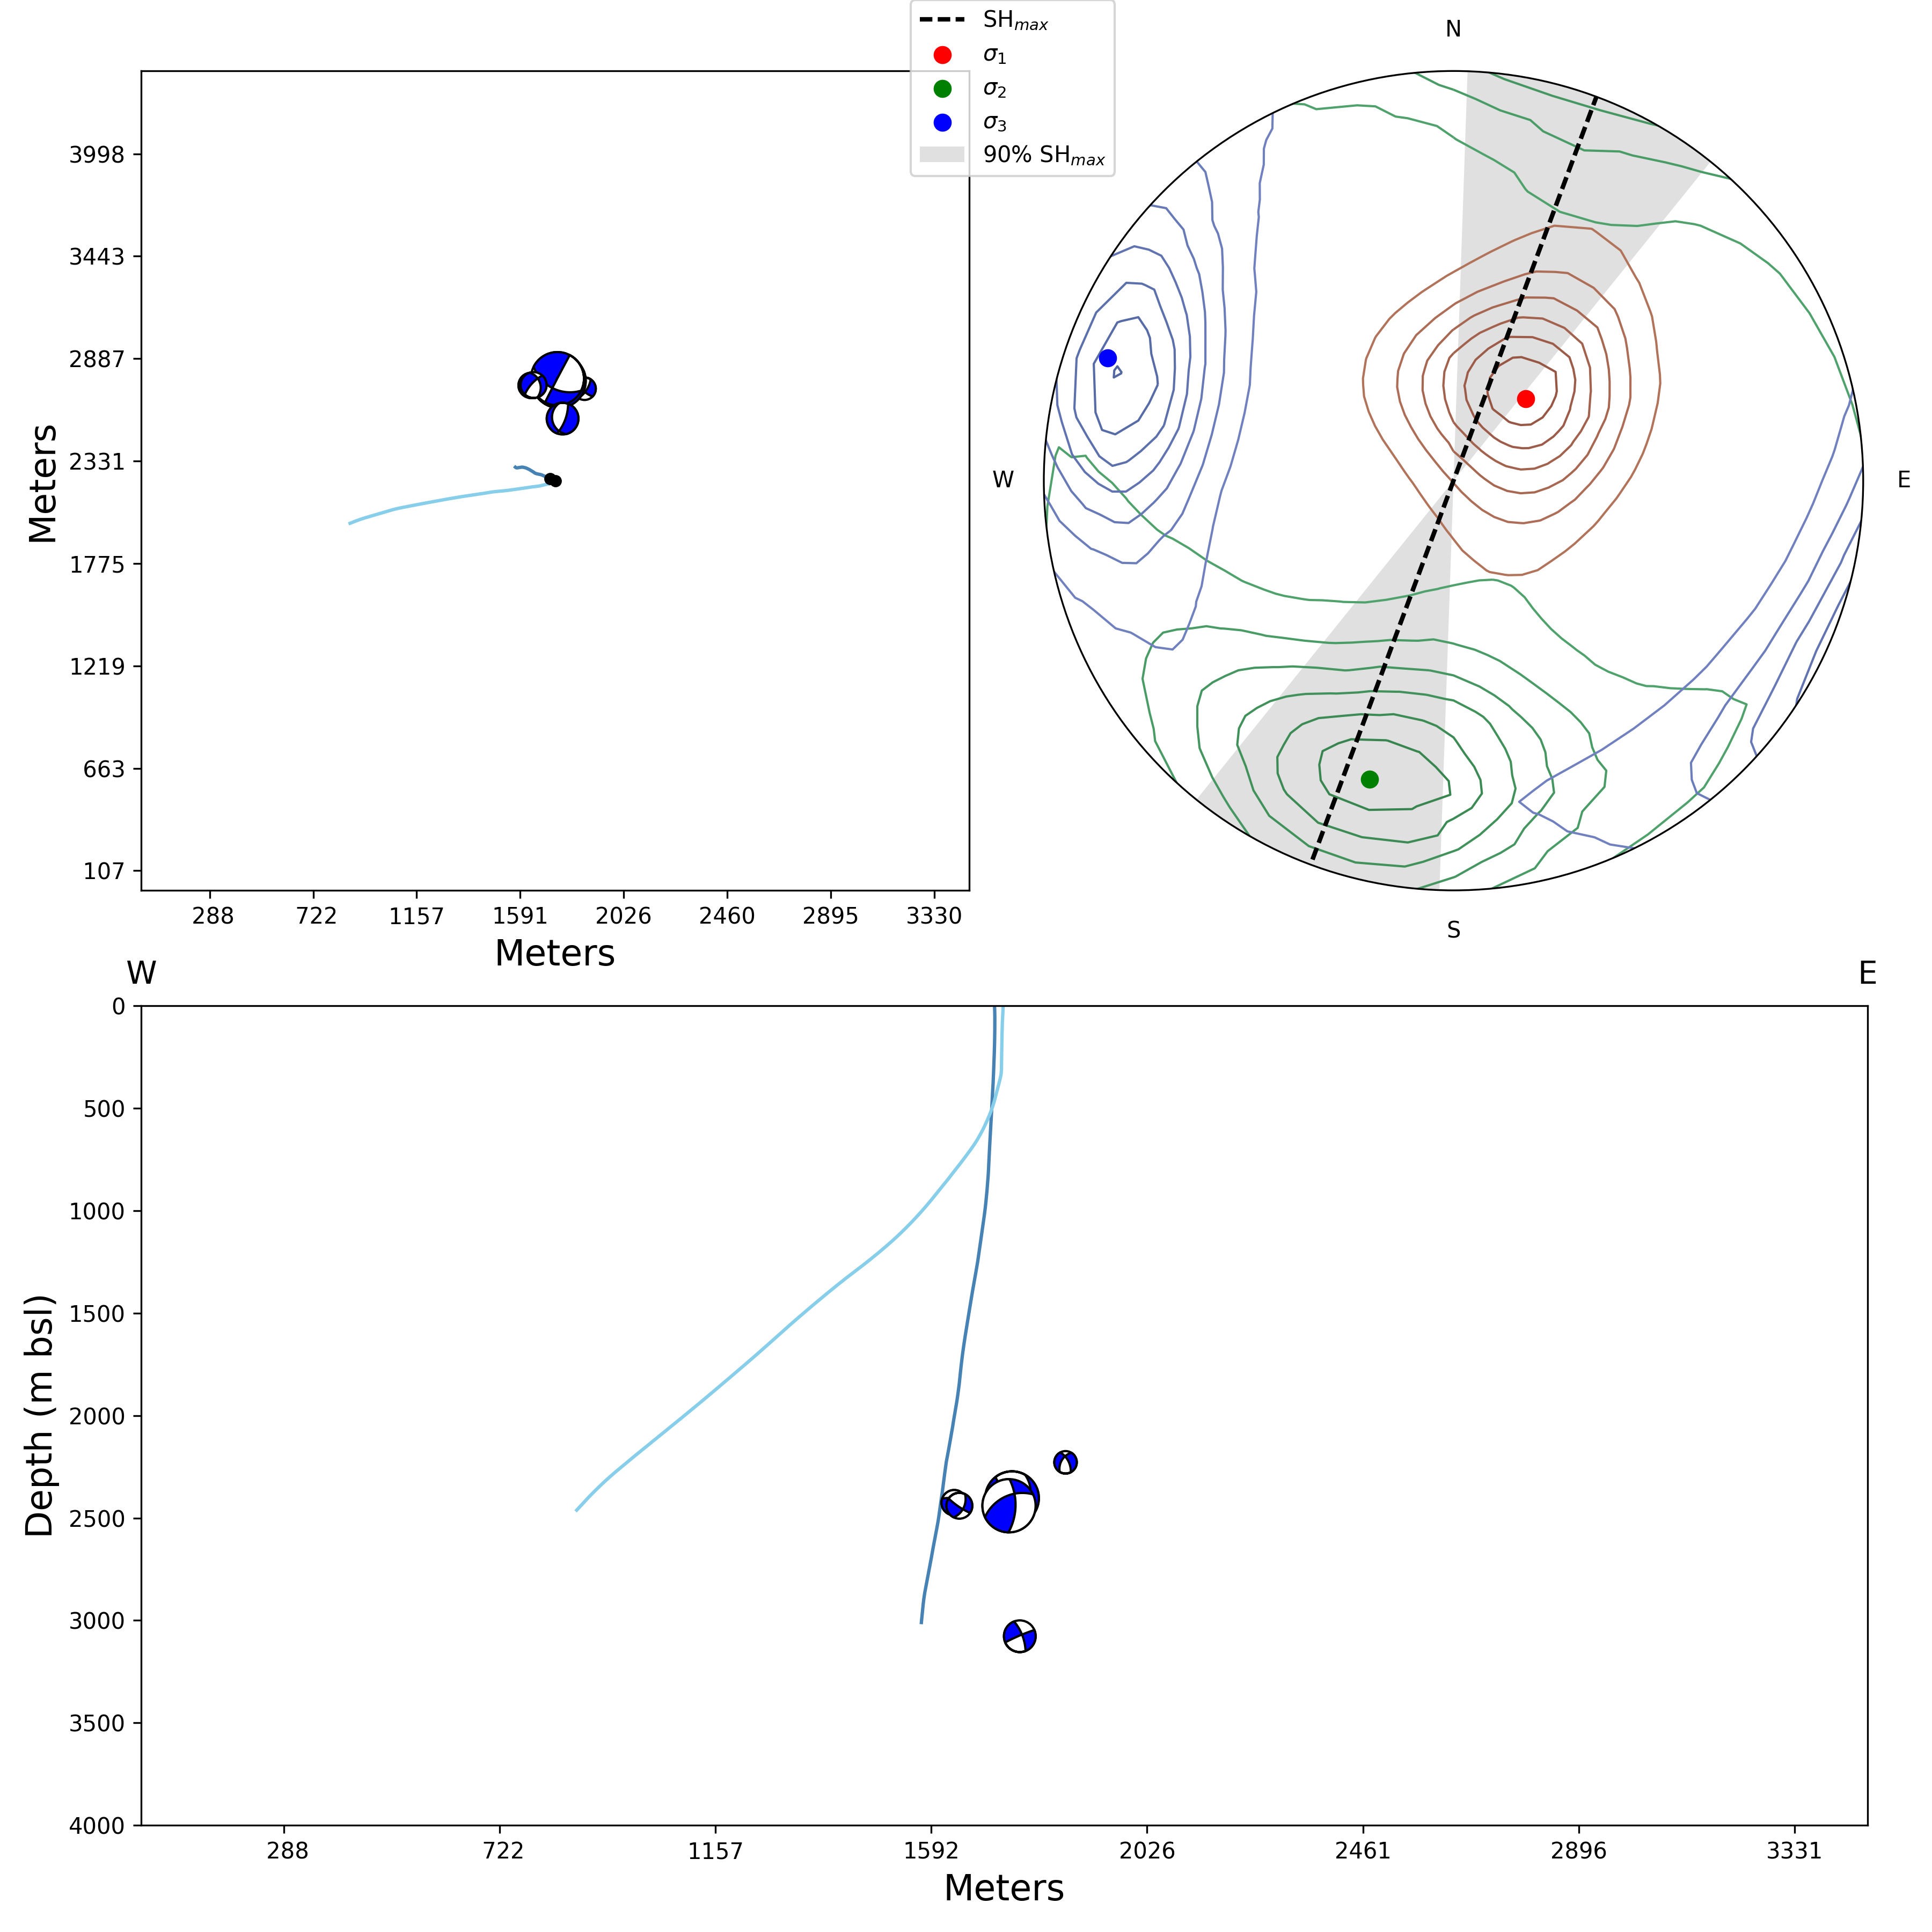 SHmax
σ1
σ2
σ3
90% SHmax
N
W
E
S
3998
3443
2887
2331
1775
1219
663
107
Meters
288 722 1157 1591 2026 2460 2895 3330
Meters
W E
0
500
1000
1500
2000
2500
3000
3500
4000
Depth (m bsl)
288 722 1157 1592 2026 2461 2896 3331
Meters